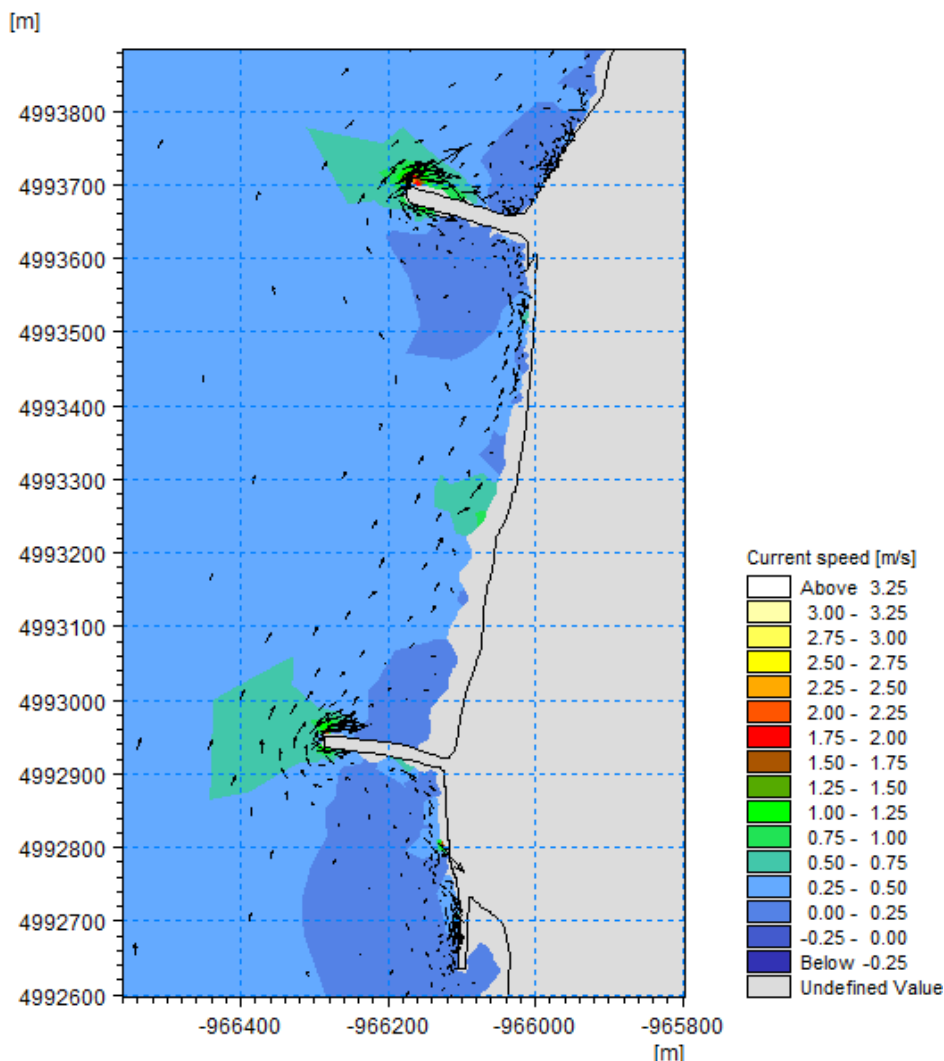 [m]
4993800
4993700
4993600
4993500
4993400
4993300
4993200
4993100
4993000
4992900
4992800
4992700
4992600
-966400
-966200
-966000
-965800
[m]
Current speed [m/s]
Above 3.25
3.00 - 3.25
2.75 - 3.00
2.50 - 2.75
2.25 - 2.50
2.00 - 2.25
1.75 - 2.00
1.50 - 1.75
1.25 - 1.50
1.00 - 1.25
0.75 - 1.00
0.50 - 0.75
0.25 - 0.50
0.00 - 0.25
-0.25 - 0.00
Below -0.25
Undefined Value